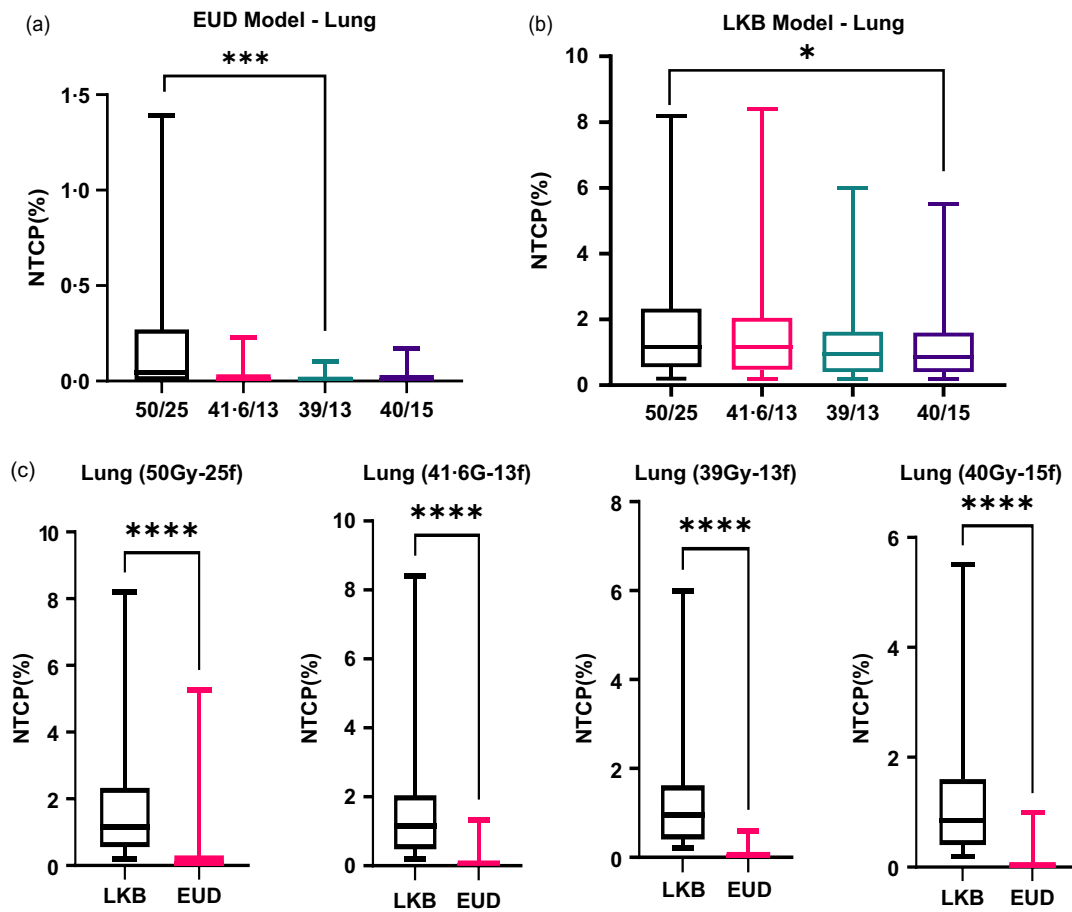 (a)
EUD Model - Lung
***
NTCP(%)
1·5
1·0
0·5
0·0
50/25 41·6/13 39/13 40/15
(b)
LKB Model - Lung
*
NTCP(%)
10
8
6
4
2
0
50/25 41·6/13 39/13 40/15
(c)
Lung (50Gy-25f)
****
NTCP(%)
10
8
6
4
2
0
LKB EUD
Lung (41·6G-13f)
****
NTCP(%)
10
8
6
4
2
0
LKB EUD
Lung (39Gy-13f)
****
NTCP(%)
8
6
4
2
0
LKB EUD
Lung (40Gy-15f)
****
NTCP(%)
6
4
2
0
LKB EUD